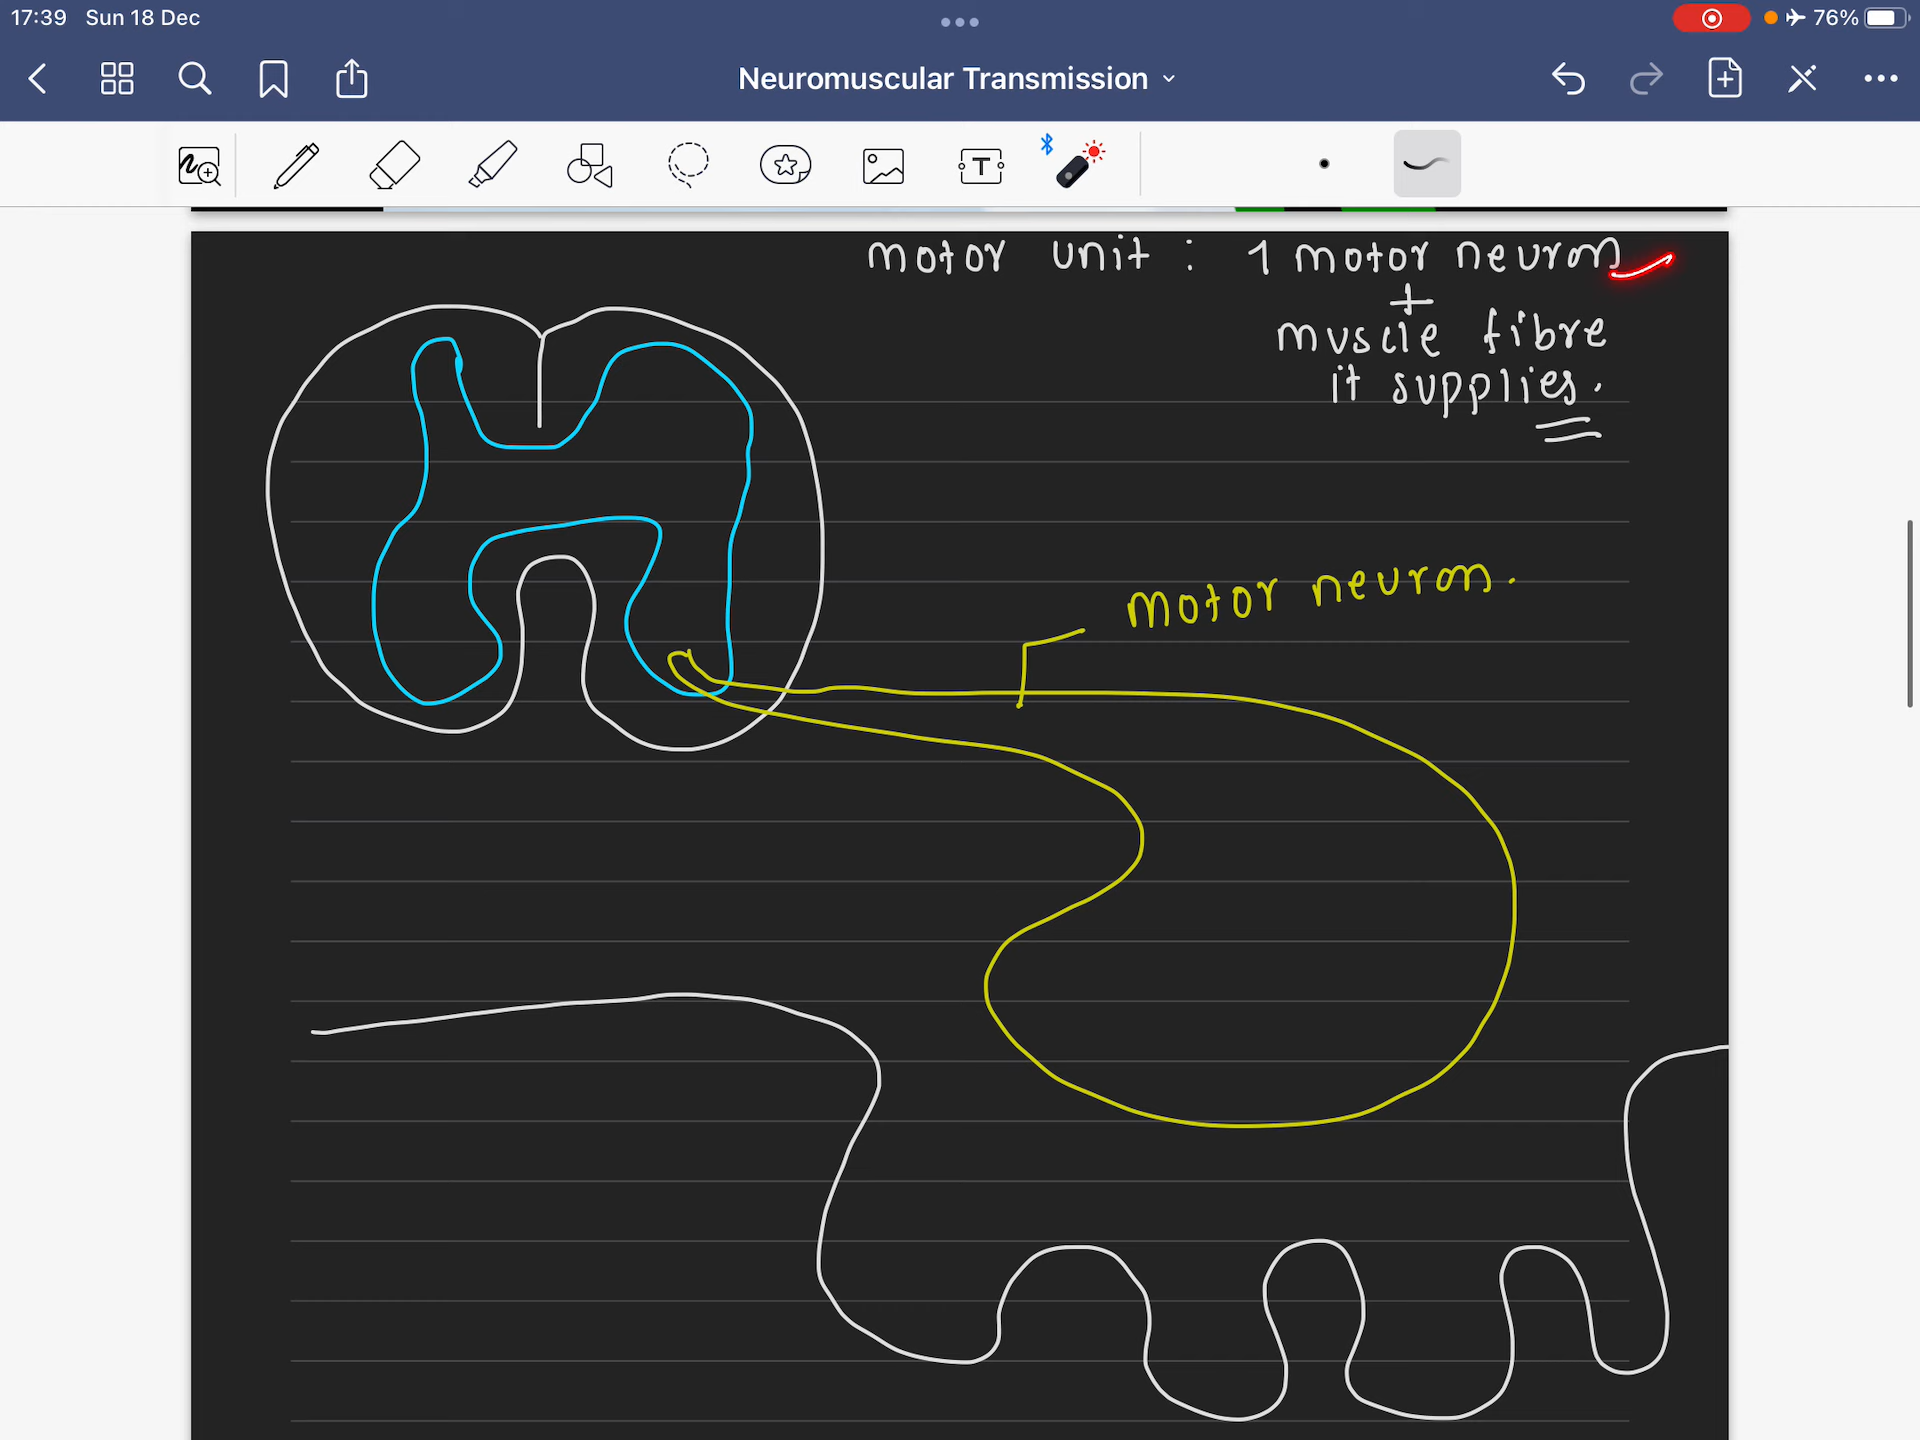 17:39 Sun 18 Dec
76%
Neuromuscular Transmission
T
motor unit : 1 motor neuron
+
muscle fibre
it supplies.
motor neuron.